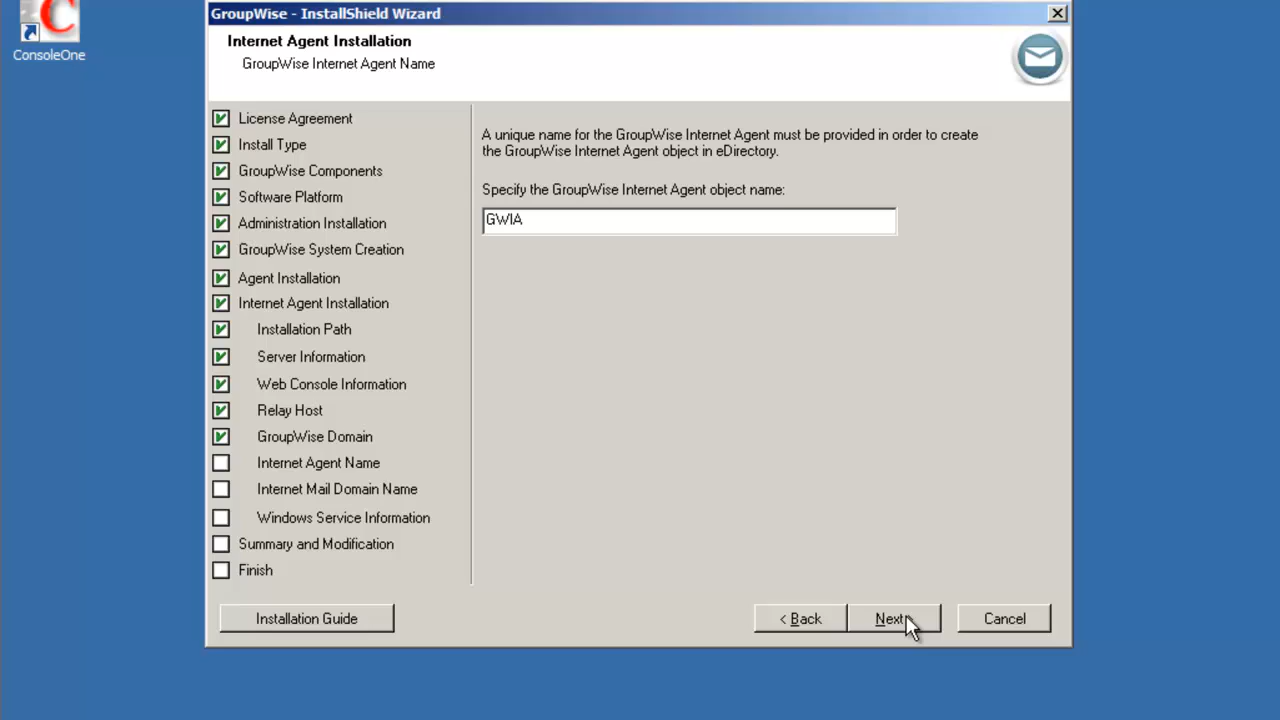 ConsoleOne
GroupWise - InstallShield Wizard
Internet Agent Installation
GroupWise Internet Agent Name
License Agreement
Install Type
GroupWise Components
Software Platform
Administration Installation
GroupWise System Creation
Agent Installation
Internet Agent Installation
Installation Path
Server Information
Web Console Information
Relay Host
GroupWise Domain
Internet Agent Name
Internet Mail Domain Name
Windows Service Information
Summary and Modification
Finish
A unique name for the GroupWise Internet Agent must be provided in order to create
the GroupWise Internet Agent object in eDirectory.
Specify the GroupWise Internet Agent object name:
GWIA
Installation Guide
< Back
Next
Cancel